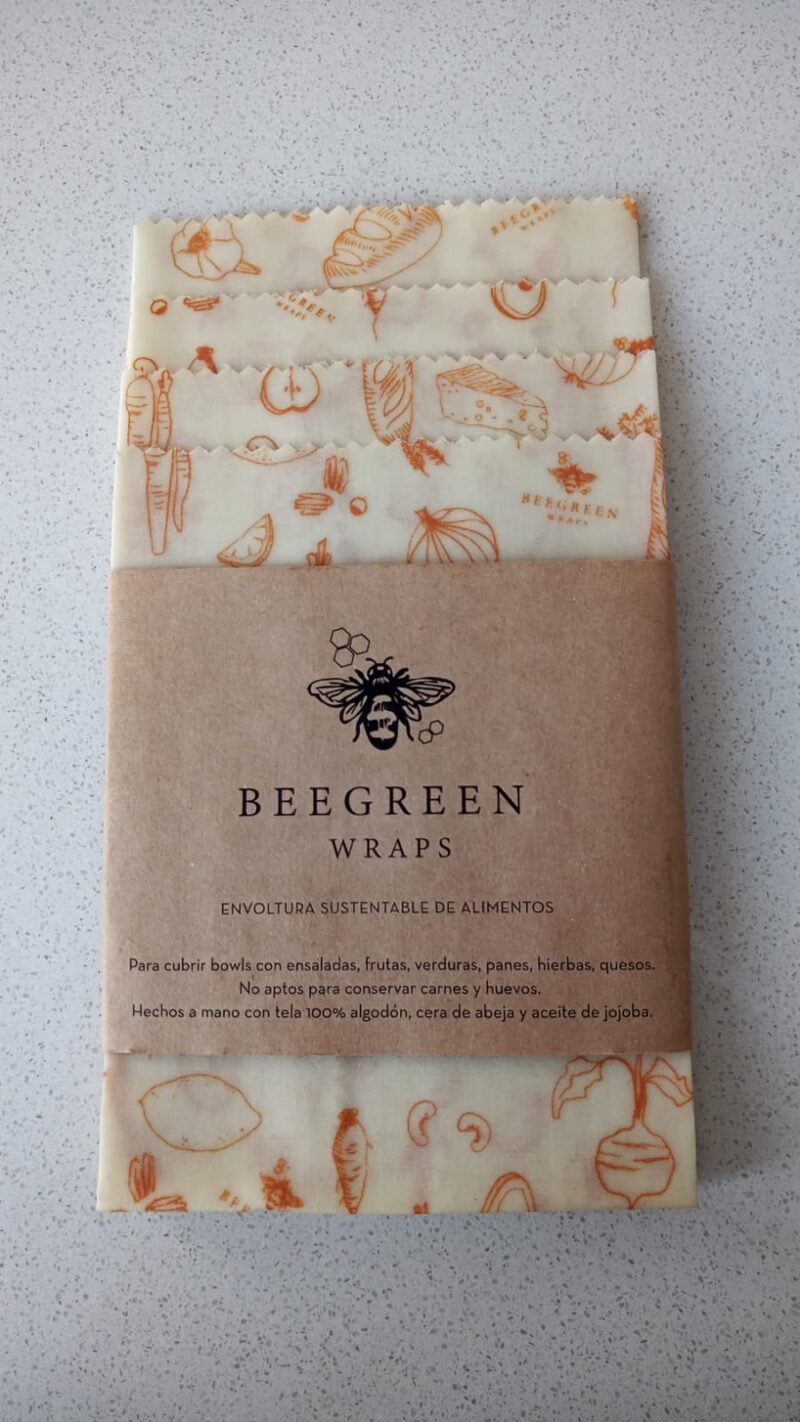 BEEGREEN
WRAPS
BEEGREEN
WRAPS
BEEGREEN
WRAPS
BEEGREEN
WRAPS
ENVOLTURA SUSTENTABLE DE ALIMENTOS
Para cubrir bowls con ensaladas, frutas, verduras, panes, hierbas, quesos.
No aptos para conservar carnes y huevos.
Hechos a mano con tela 100% algodón, cera de abeja y aceite de jojoba.